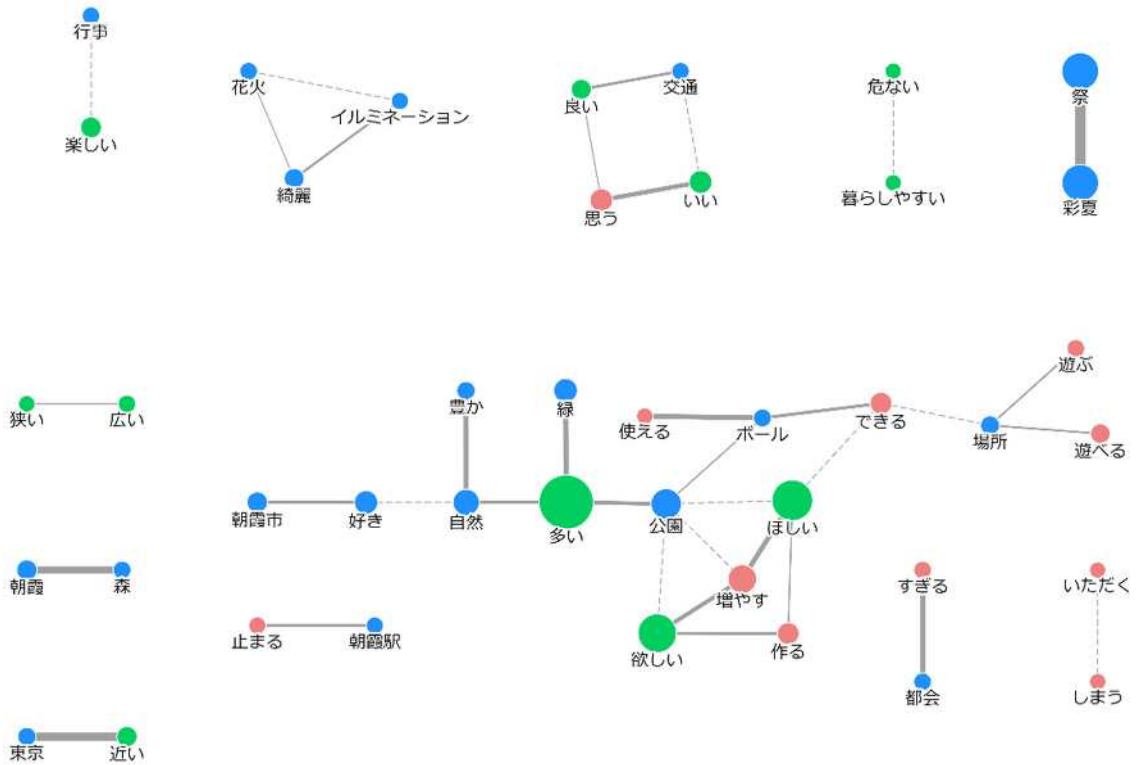 行事
楽しい
花火
イルミネーション
綺麗
良い
交通
思う
いい
危ない
暮らしやすい
祭
彩夏
狭い
広い
豊か
緑
使える
ボール
できる
場所
遊ぶ
遊べる
朝霞市
好き
自然
多い
公園
ほしい
増やす
欲しい
作る
朝霞
森
止まる
朝霞駅
すぎる
都会
いただく
しまう
東京
近い